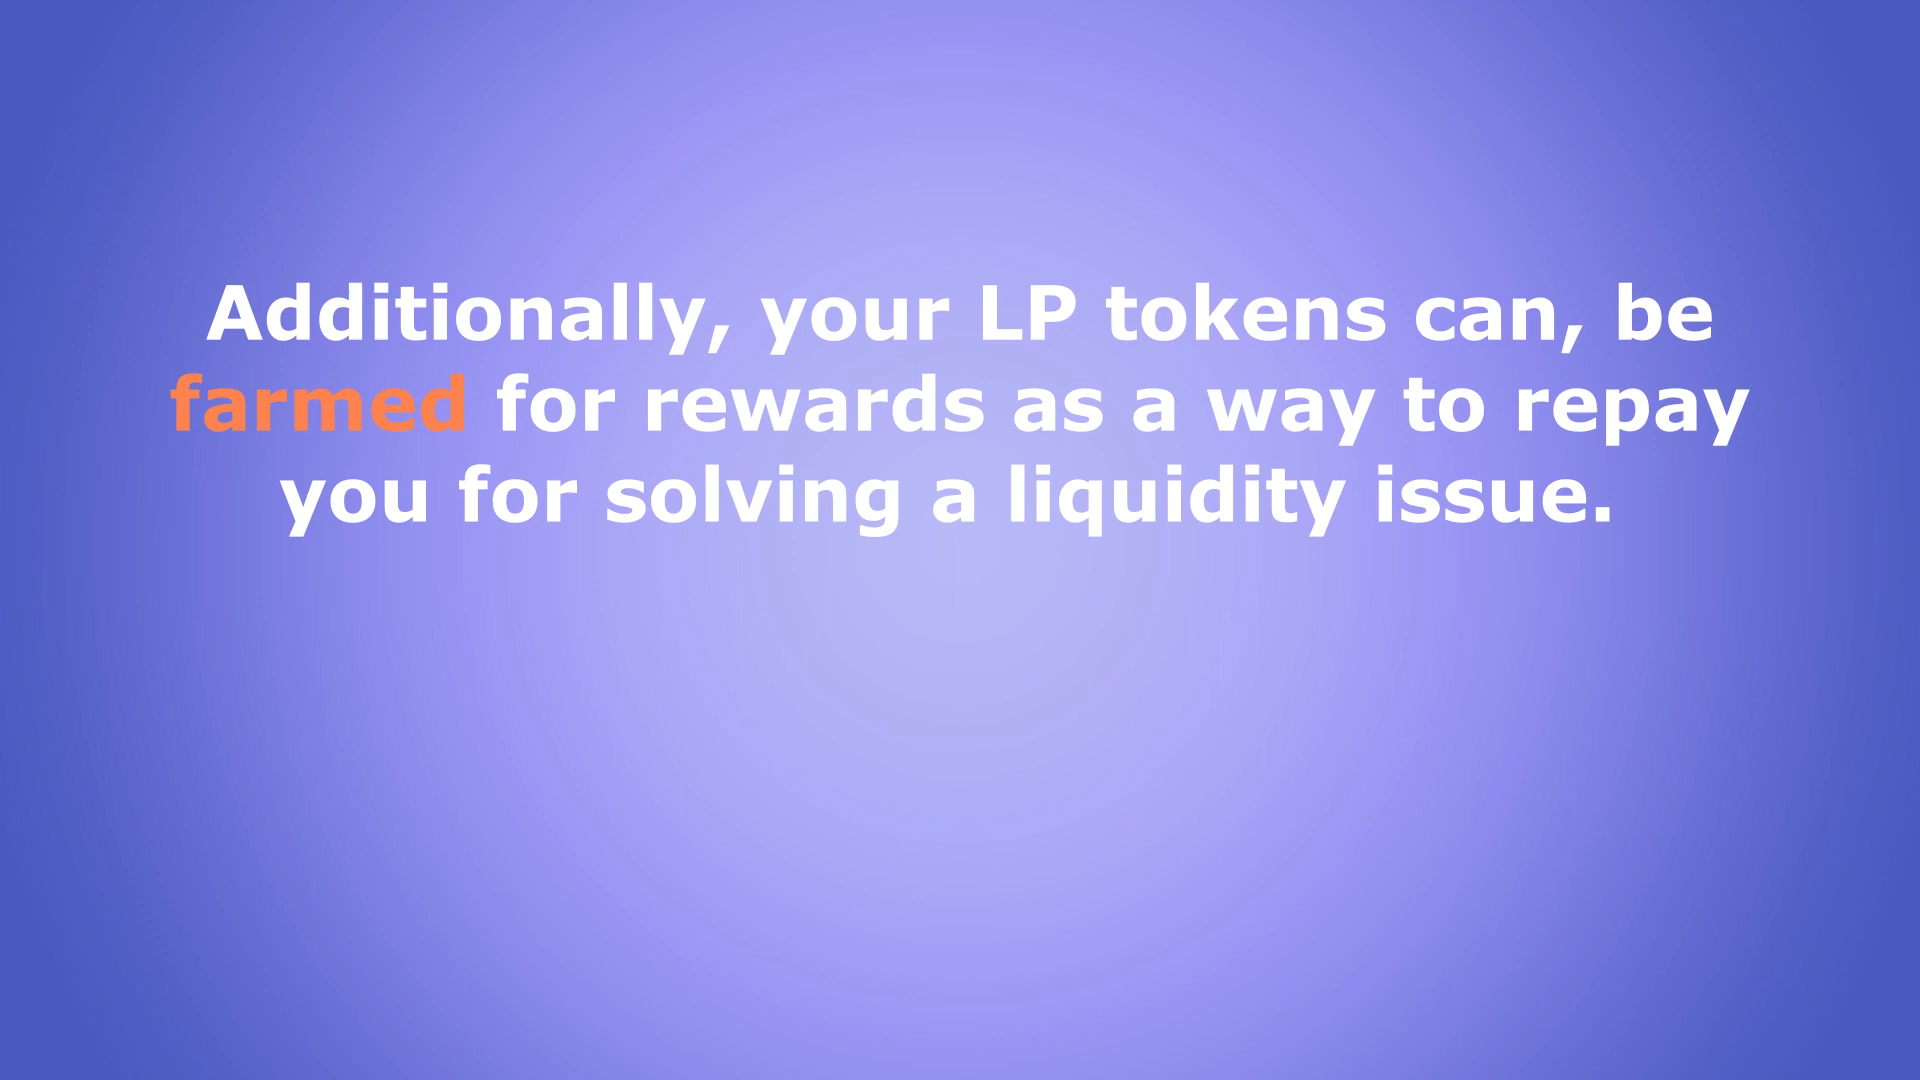 Additionally, your LP tokens can, be
farmed for rewards as a way to repay
you for solving a liquidity issue.